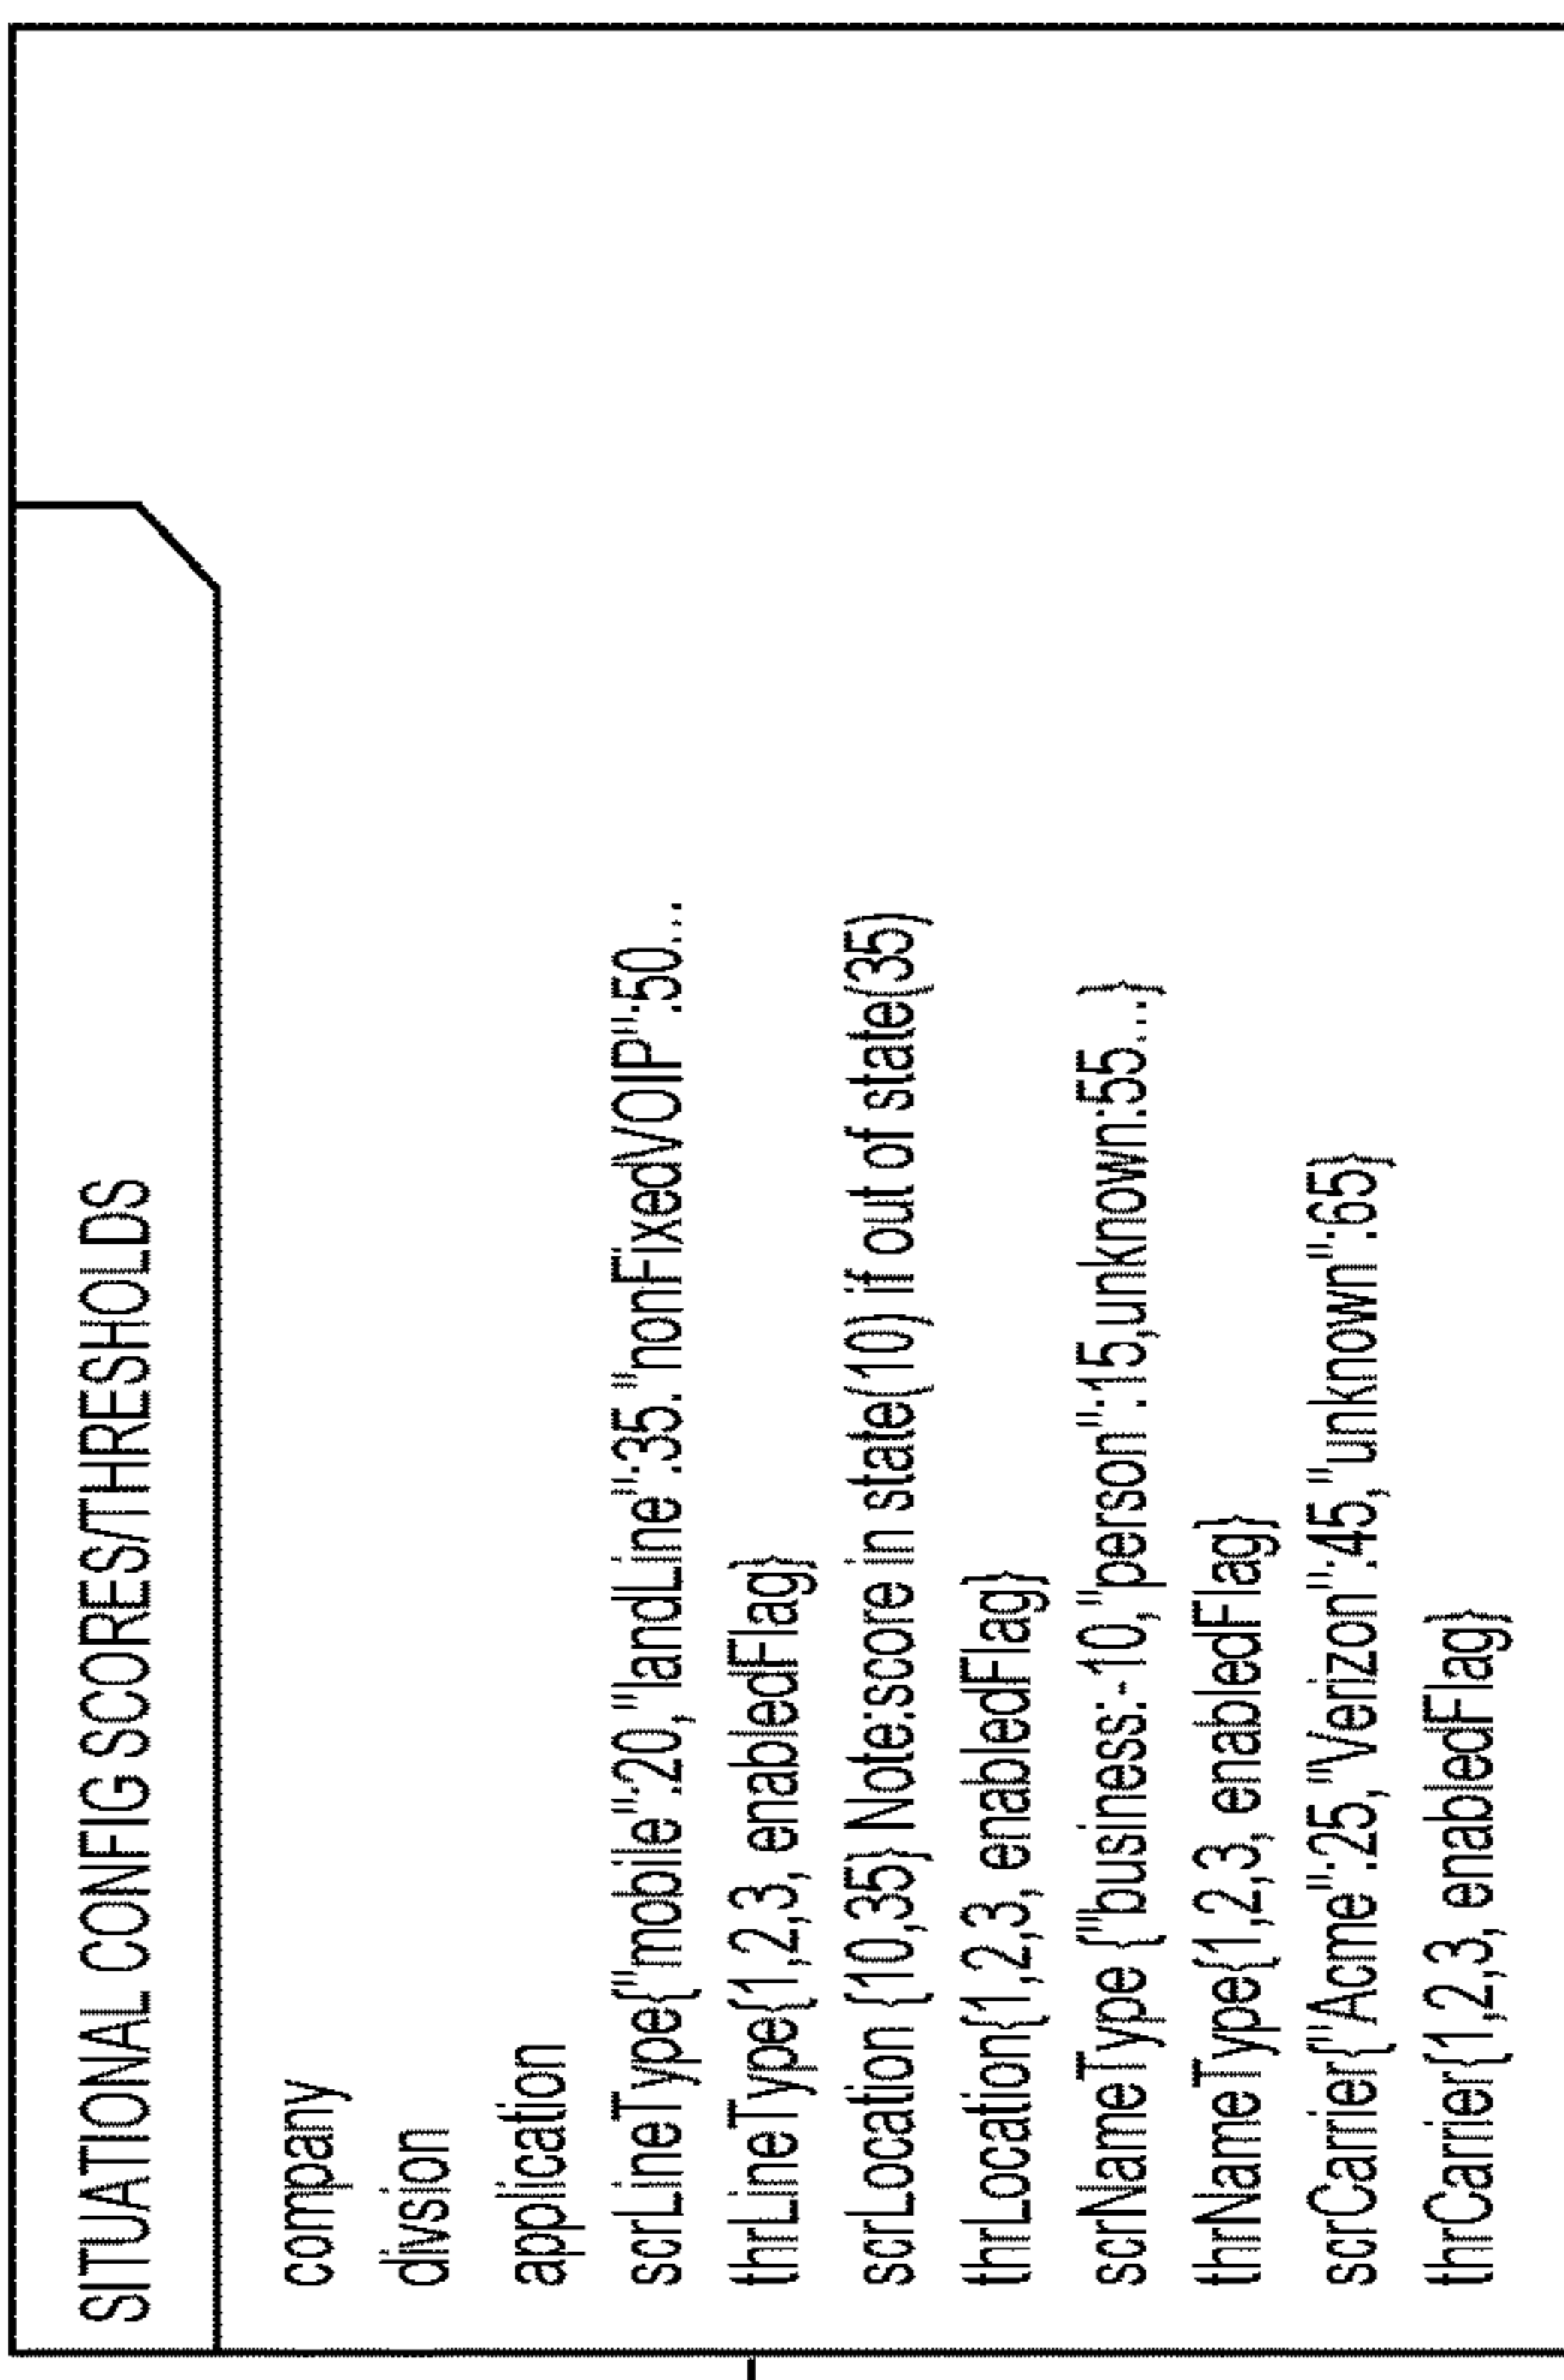 SITUATIONAL CONFIG SCORES/THRESHOLDS
company
divsion
application
scrLineType{"mobile":20,"landLine":35."nonFixedVOIP":50...
thrLineType{1,2,3, enabledFlag}
scrLocation {10,35} Note:score in state(10) if out of state(35)
thrLocation{1,2,3, enabledFlag}
scrNameType {"business:-10,"person":15,unknown:55...}
thrNameType{1,2,3, enabledFlag}
scrCarrier{"Acme":25,"Verizon":45,"unknown":65}
thrCarrier{1,2,3, enabledFlag}